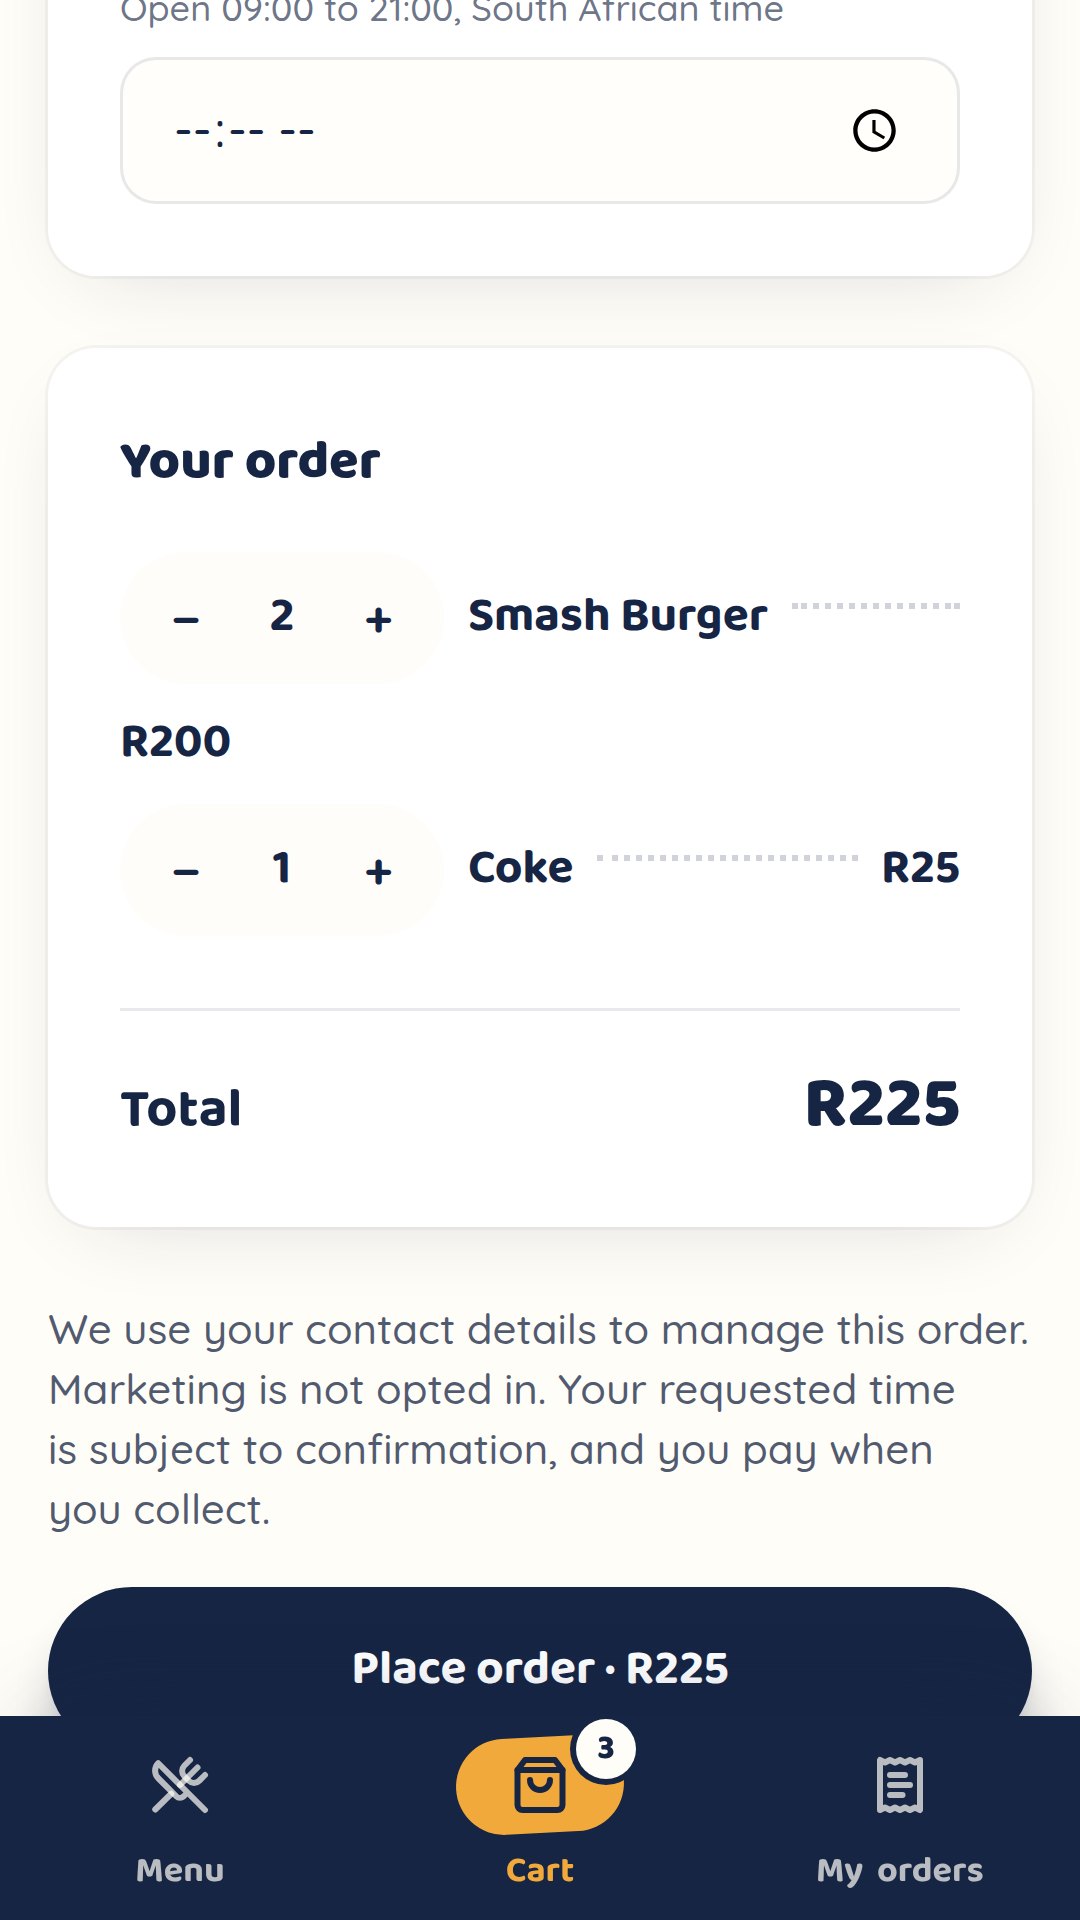 Open 09:00 to 21:00, South African time
--:-- --
Your order
− 2 + Smash Burger
R200
− 1 + Coke R25
Total R225
We use your contact details to manage this order.
Marketing is not opted in. Your requested time
is subject to confirmation, and you pay when
you collect.
Place order · R225
3
Menu Cart My orders